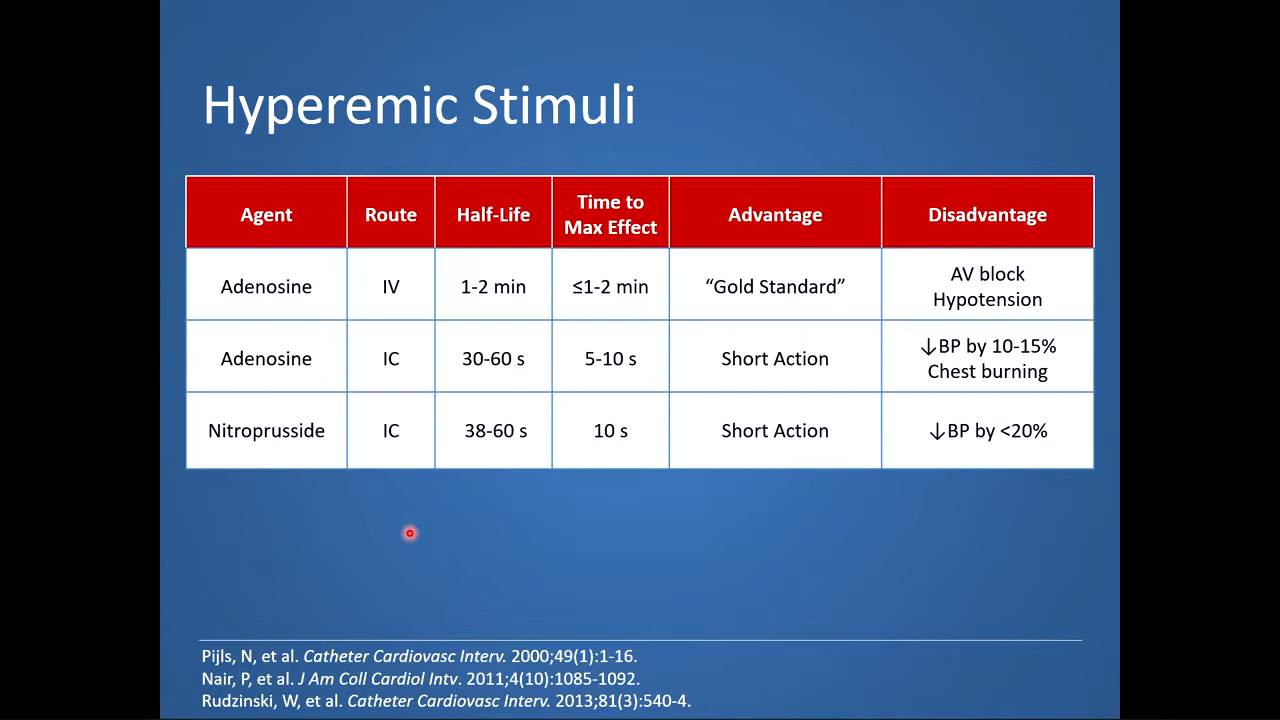 Hyperemic Stimuli
Agent
Route
Half-Life
Time to
Max Effect
Advantage
Disadvantage
Adenosine
IV
1-2 min
≤1-2 min
“Gold Standard”
AV block
Hypotension
Adenosine
IC
30-60 s
5-10 s
Short Action
↓BP by 10-15%
Chest burning
Nitroprusside
IC
38-60 s
10 s
Short Action
↓BP by <20%
Pijls, N, et al. Catheter Cardiovasc Interv. 2000;49(1):1-16.
Nair, P, et al. J Am Coll Cardiol Intv. 2011;4(10):1085-1092.
Rudzinski, W, et al. Catheter Cardiovasc Interv. 2013;81(3):540-4.